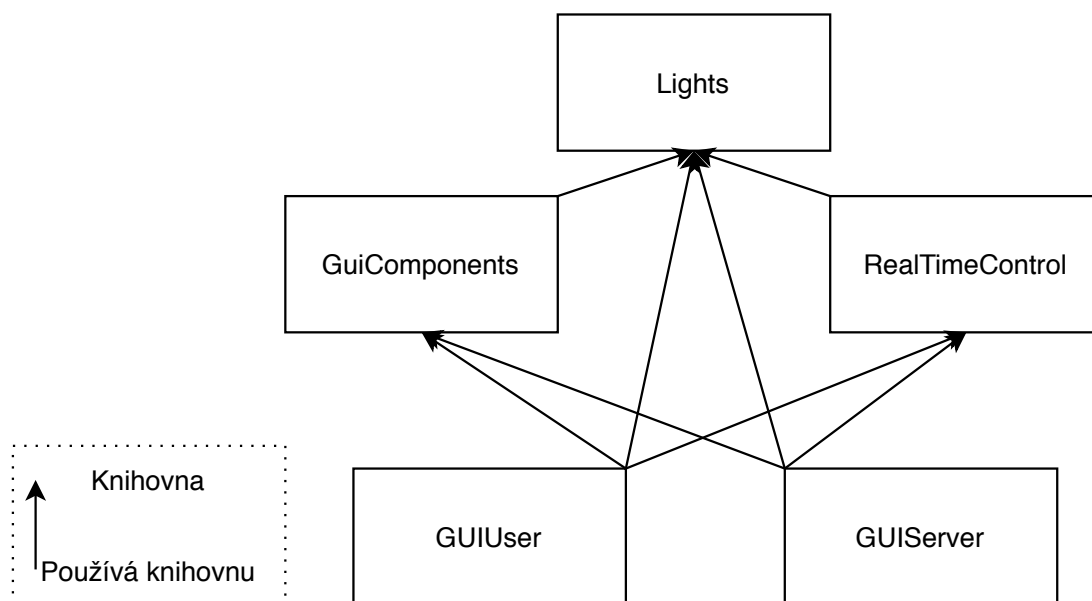 Lights
GuiComponents
RealTimeControl
Knihovna
GUIUser
GUIServer
Používá knihovnu